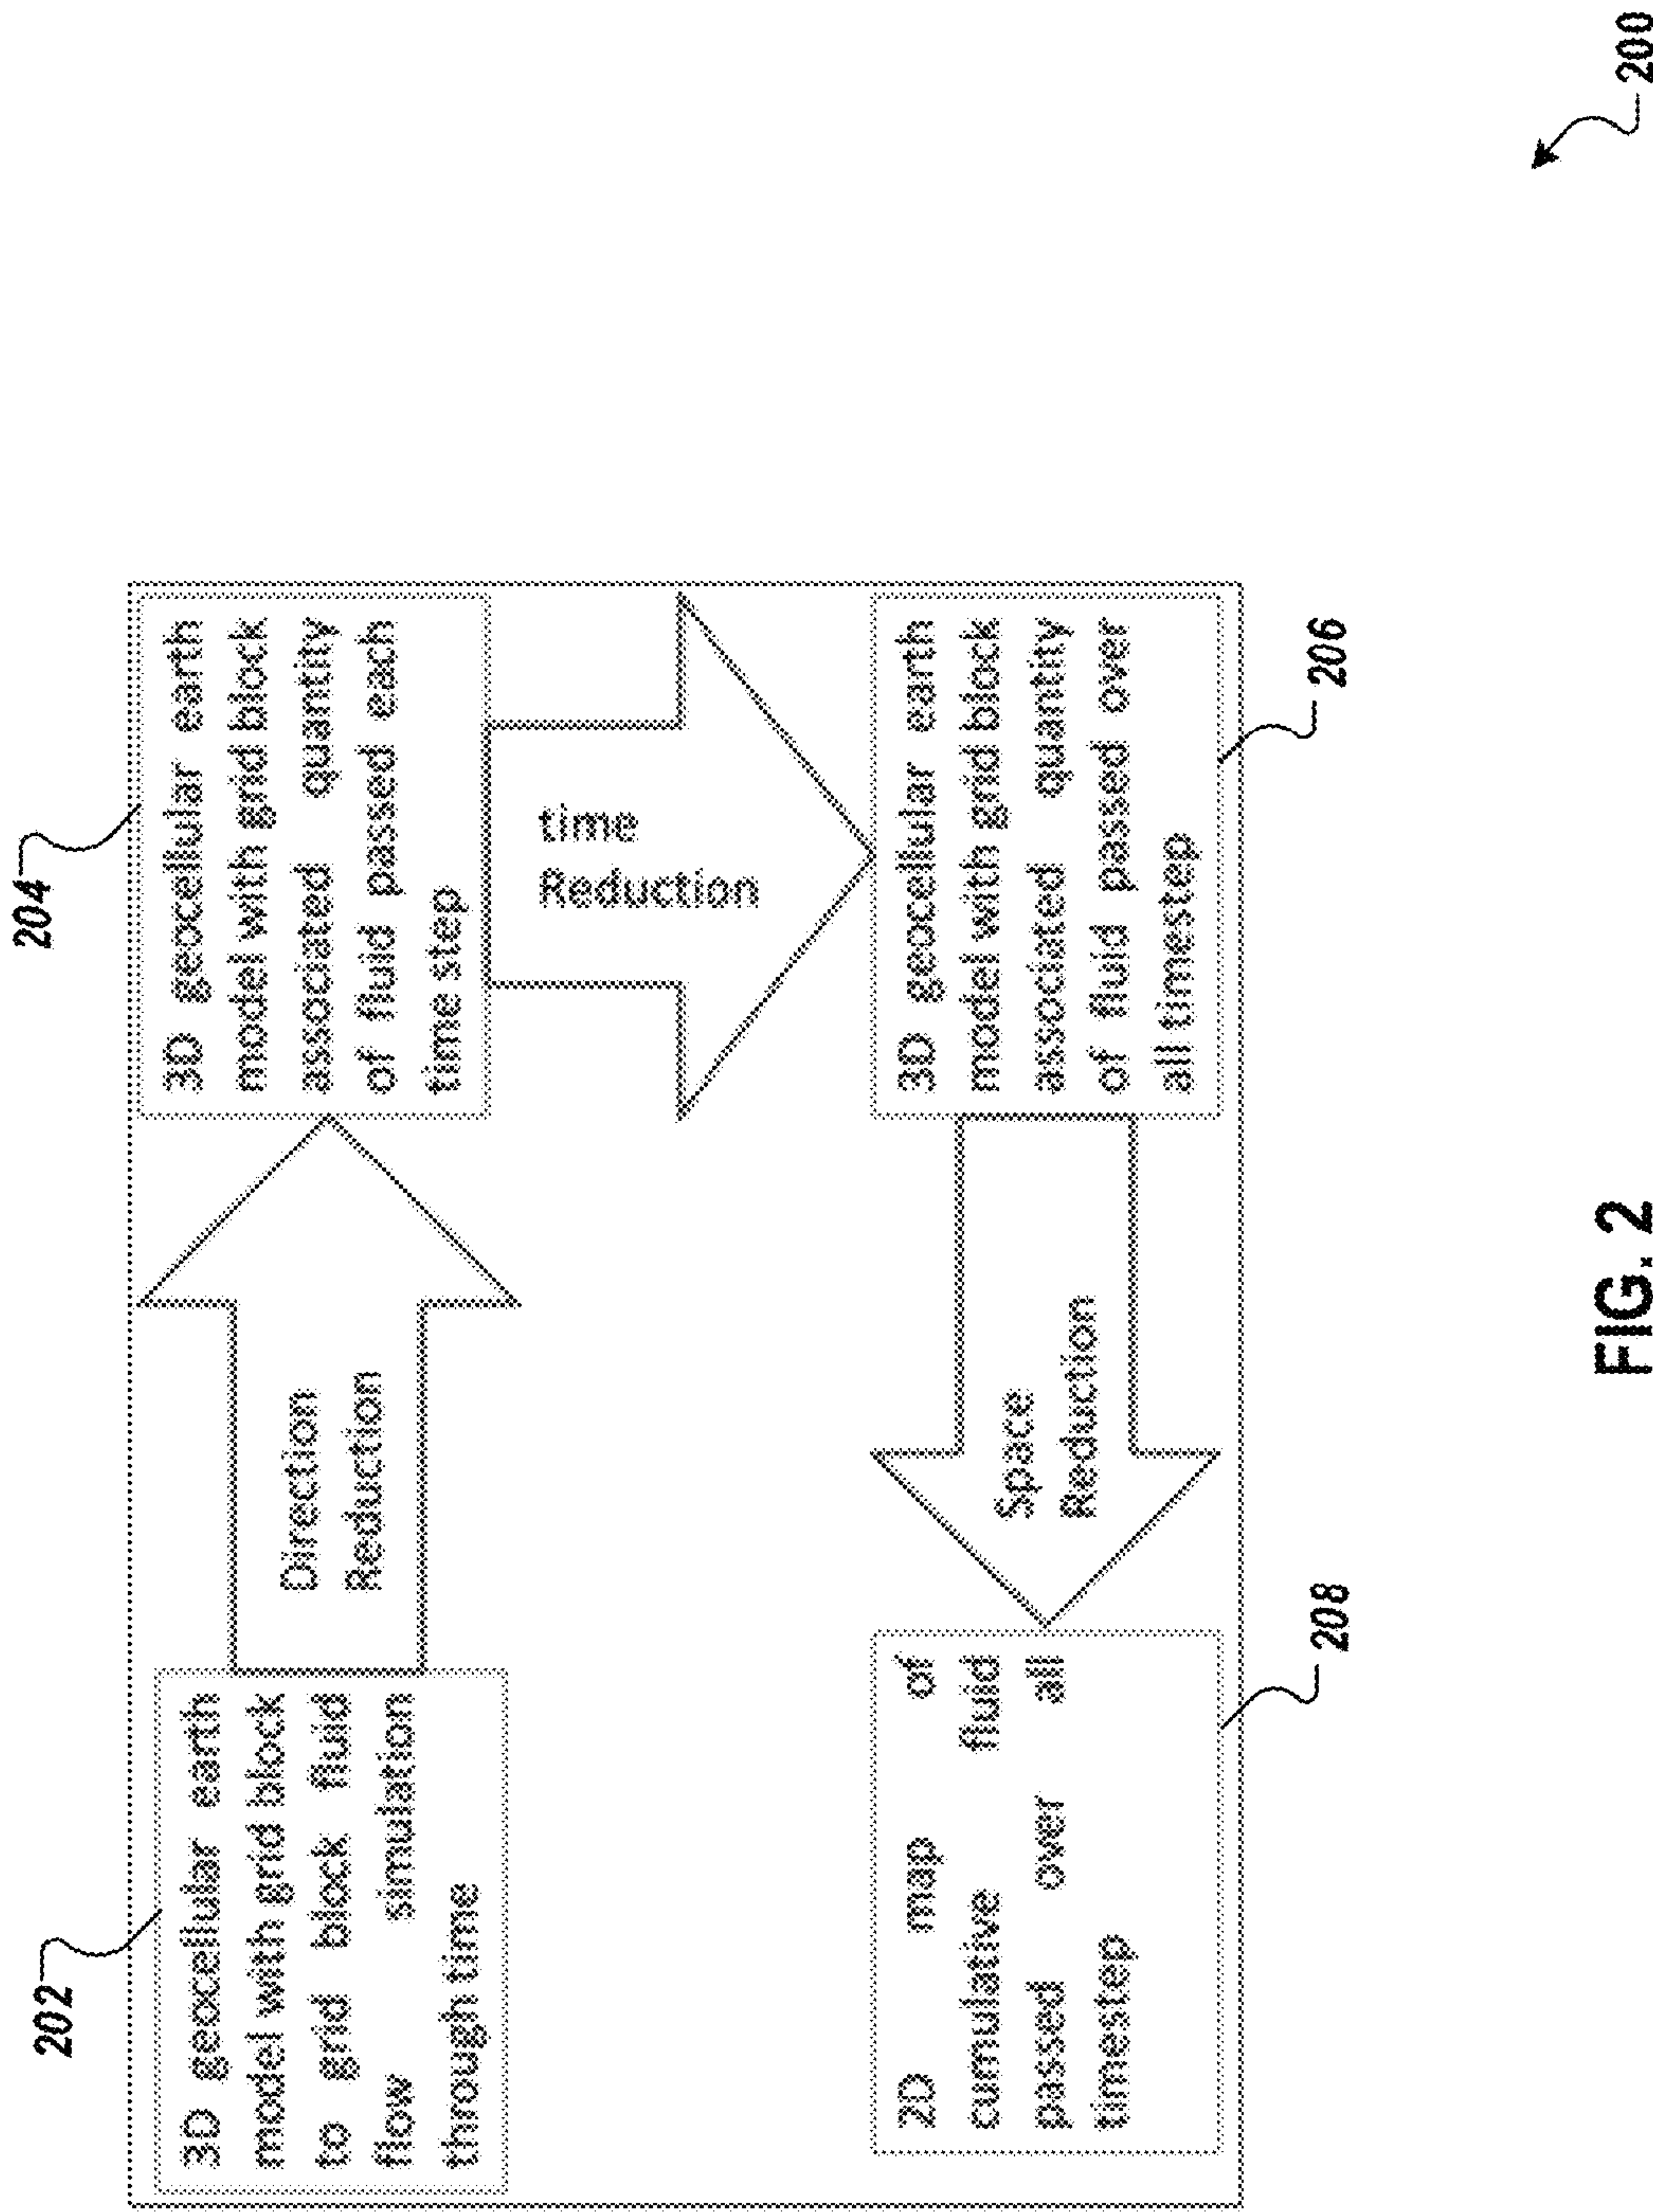 202
3D geocellular earth
model with grid block
to grid block fluid
flow simulation
through time
Direction
Reduction
204
3D geocellular earth
model with grid block
associated quantity
of fluid passed each
time step
time
Reduction
3D geocellular earth
model with grid block
associated quantity
of fluid passed over
all timestep
206
Space
Reduction
2D map of
cumulative fluid
passed over all
timestep
208
200
FIG. 2